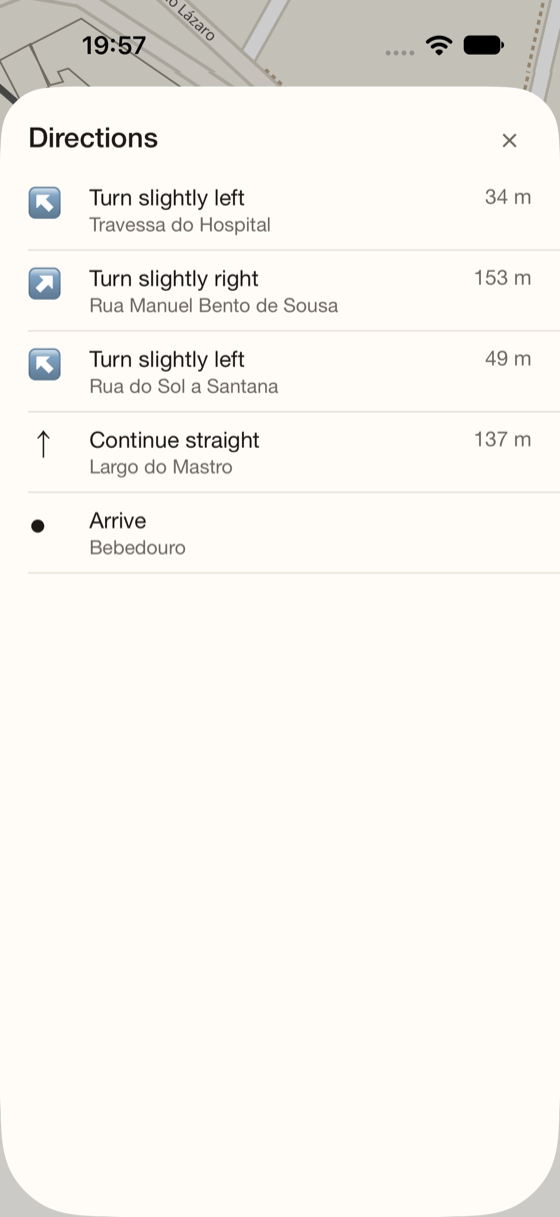 o Lázaro
19:57
Directions
Turn slightly left
34 m
Travessa do Hospital
Turn slightly right
153 m
Rua Manuel Bento de Sousa
Turn slightly left
49 m
Rua do Sol a Santana
Continue straight
137 m
Largo do Mastro
Arrive
Bebedouro